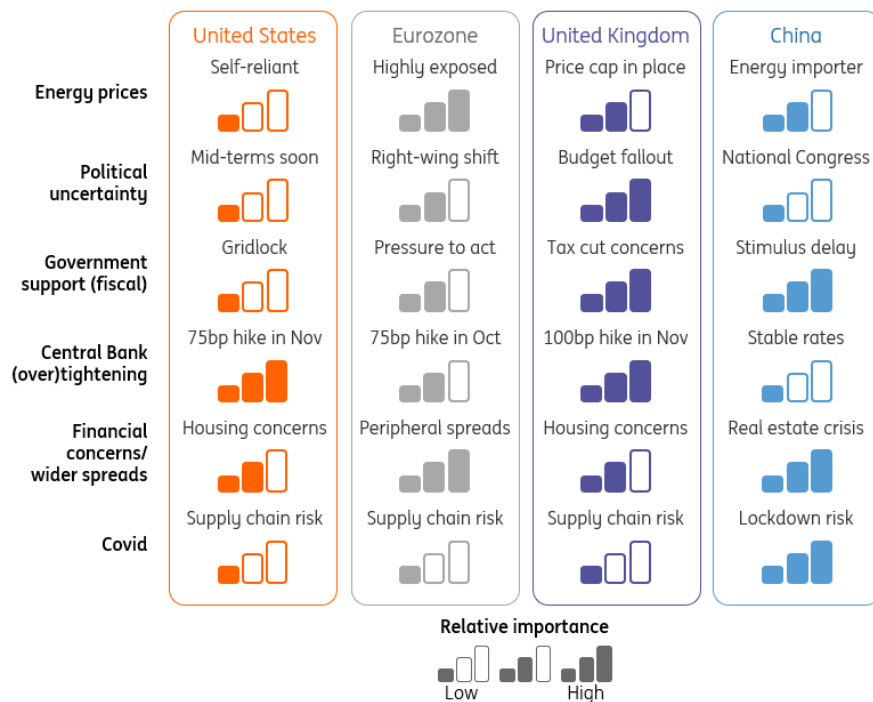 United States
Eurozone
United Kingdom
China
Energy prices
Self-reliant
Highly exposed
Price cap in place
Energy importer
Political
uncertainty
Mid-terms soon
Right-wing shift
Budget fallout
National Congress
Government
support (fiscal)
Gridlock
Pressure to act
Tax cut concerns
Stimulus delay
Central Bank
(over)tightening
75bp hike in Nov
75bp hike in Oct
100bp hike in Nov
Stable rates
Financial
concerns/
wider spreads
Housing concerns
Peripheral spreads
Housing concerns
Real estate crisis
Covid
Supply chain risk
Supply chain risk
Supply chain risk
Lockdown risk
Relative importance
Low
High